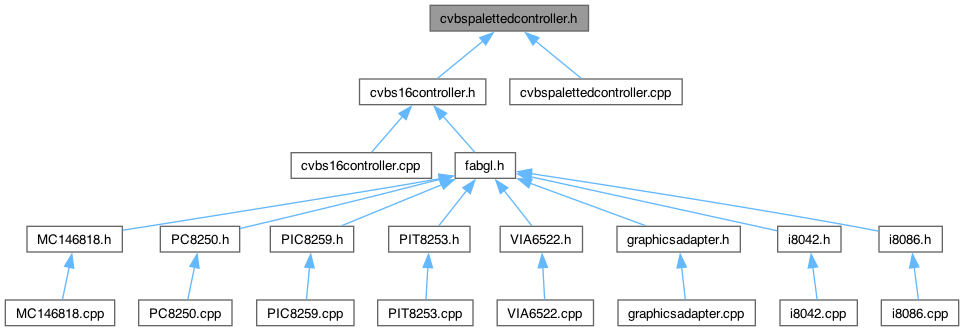 cvbspalettedcontroller.h
cvbs16controller.h
cvbspalettedcontroller.cpp
cvbs16controller.cpp
fabgl.h
MC146818.h
PC8250.h
PIC8259.h
PIT8253.h
VIA6522.h
graphicsadapter.h
i8042.h
i8086.h
MC146818.cpp
PC8250.cpp
PIC8259.cpp
PIT8253.cpp
VIA6522.cpp
graphicsadapter.cpp
i8042.cpp
i8086.cpp